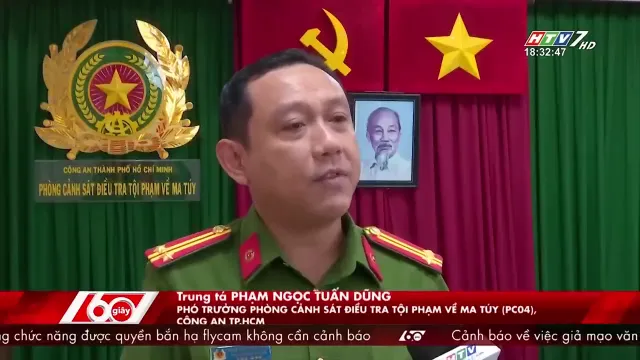 HTV7 HD
18:32:47
CÔNG AN THÀNH PHỐ HỒ CHÍ MINH
PHÒNG CẢNH SÁT ĐIỀU TRA TỘI PHẠM VỀ MA TÚY
60 giây
Trung tá PHẠM NGỌC TUẤN DŨNG
PHÓ TRƯỞNG PHÒNG CẢNH SÁT ĐIỀU TRA TỘI PHẠM VỀ MA TÚY (PC04),
CÔNG AN TP.HCM
g chức năng được quyền bắn hạ flycam không cần cảnh báo Cảnh báo về việc giả mạo văn
HTV